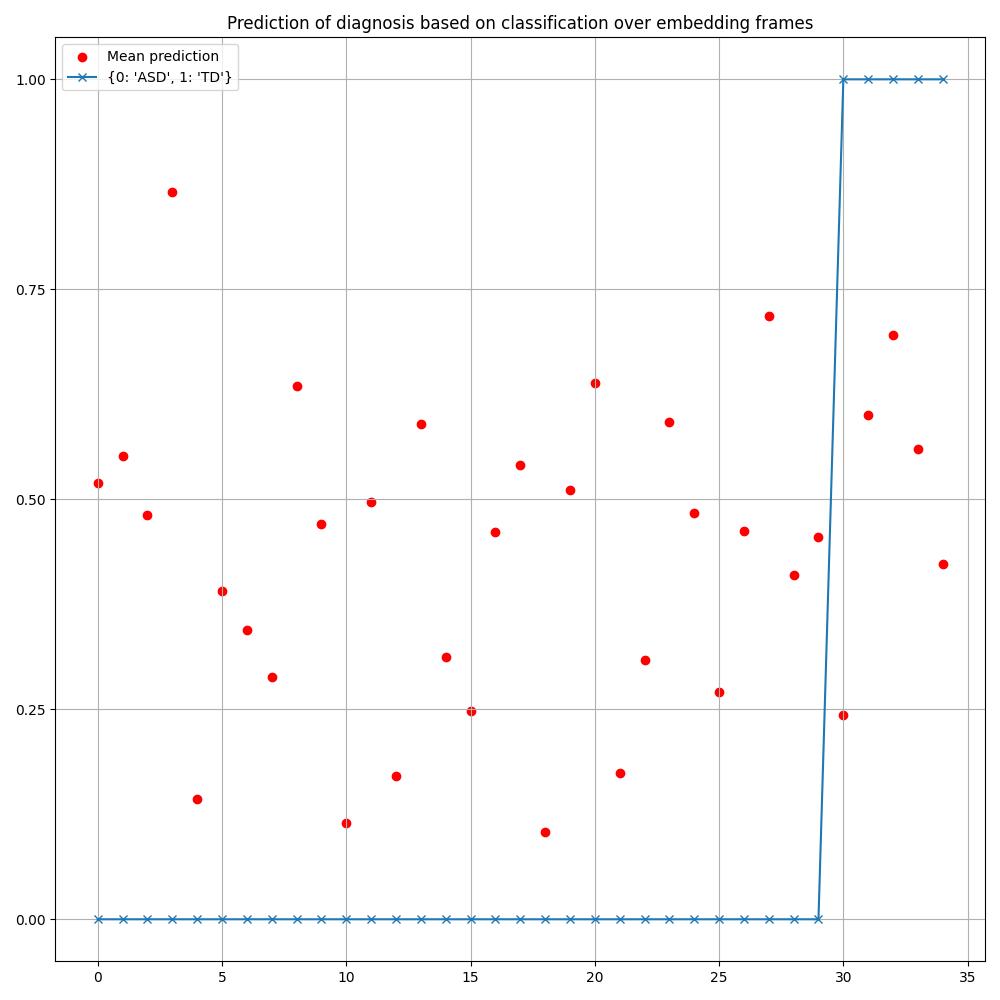 Prediction of diagnosis based on classification over embedding frames
Mean prediction
{0: 'ASD', 1: 'TD'}
1.00
0.75
0.50
0.25
0.00
0 5 10 15 20 25 30 35